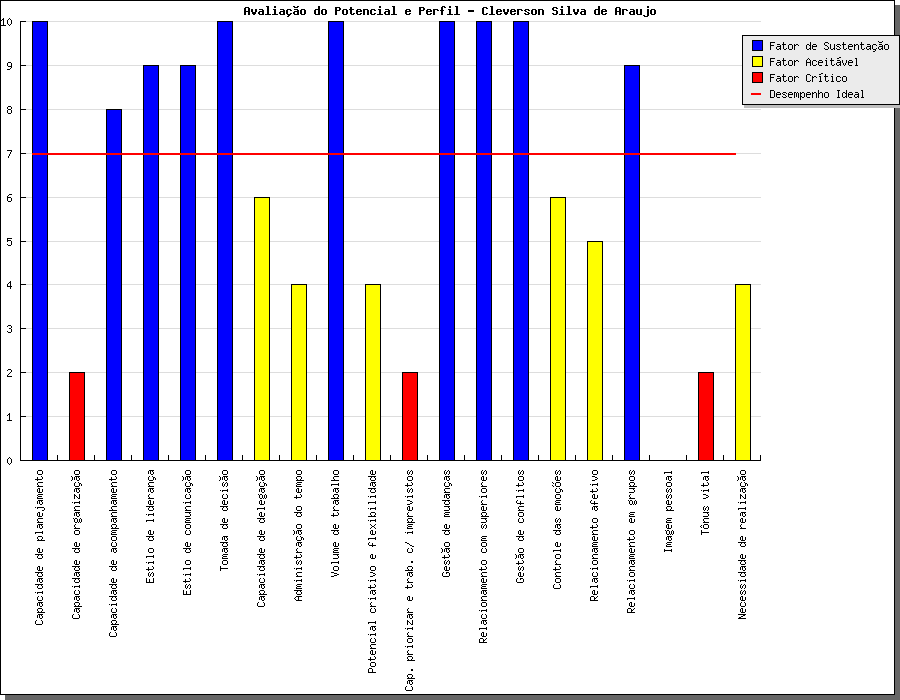 Avaliação do Potencial e Perfil - Cleverson Silva de Araujo
Fator de Sustentação
Fator Aceitável
Fator Crítico
Desempenho Ideal
10
9
8
7
6
5
4
3
2
1
0
Capacidade de planejamento
Capacidade de organização
Capacidade de acompanhamento
Estilo de liderança
Estilo de comunicação
Tomada de decisão
Capacidade de delegação
Administração do tempo
Volume de trabalho
Potencial criativo e flexibilidade
Cap. priorizar e trab. c/ imprevistos
Gestão de mudanças
Relacionamento com superiores
Gestão de conflitos
Controle das emoções
Relacionamento afetivo
Relacionamento em grupos
Imagem pessoal
Tônus vital
Necessidade de realização